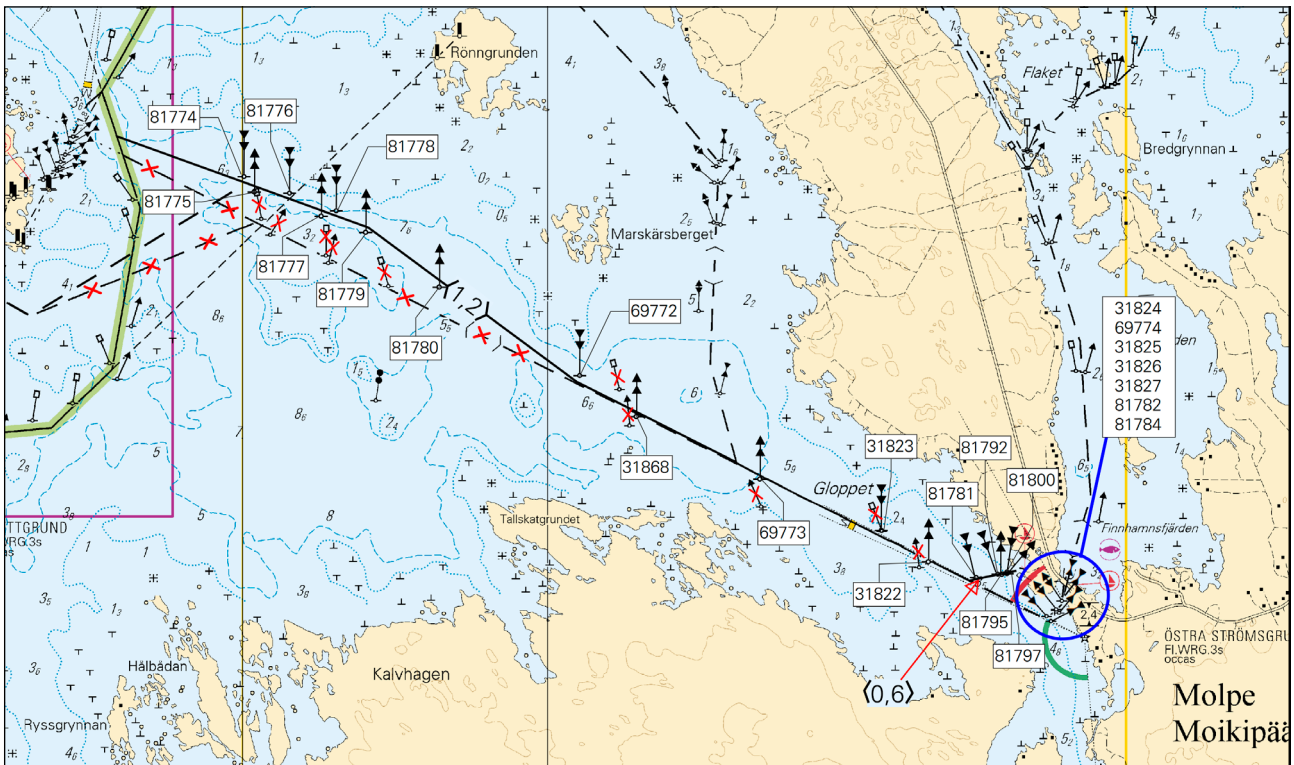 Rönngrunden
Flaket
Bredgrynnan
81774
81776
81778
81775
Marskärsberget
81777
81779
69772
81780
1,2
31824
69774
31825
31826
31827
81782
81784
31868
31823
81792
81781
81800
Gloppet
Tallskatgrundet
69773
Finnhamnsfjärden
TTGRUND
WRG.3s
31822
81795
81797
2,4
ÖSTRA STRÖMSGRU
Fl.WRG.3s
occas
⟨0,6⟩
Hålbådan
Kalvhagen
Ryssgrynnan
Molpe
Moikipää